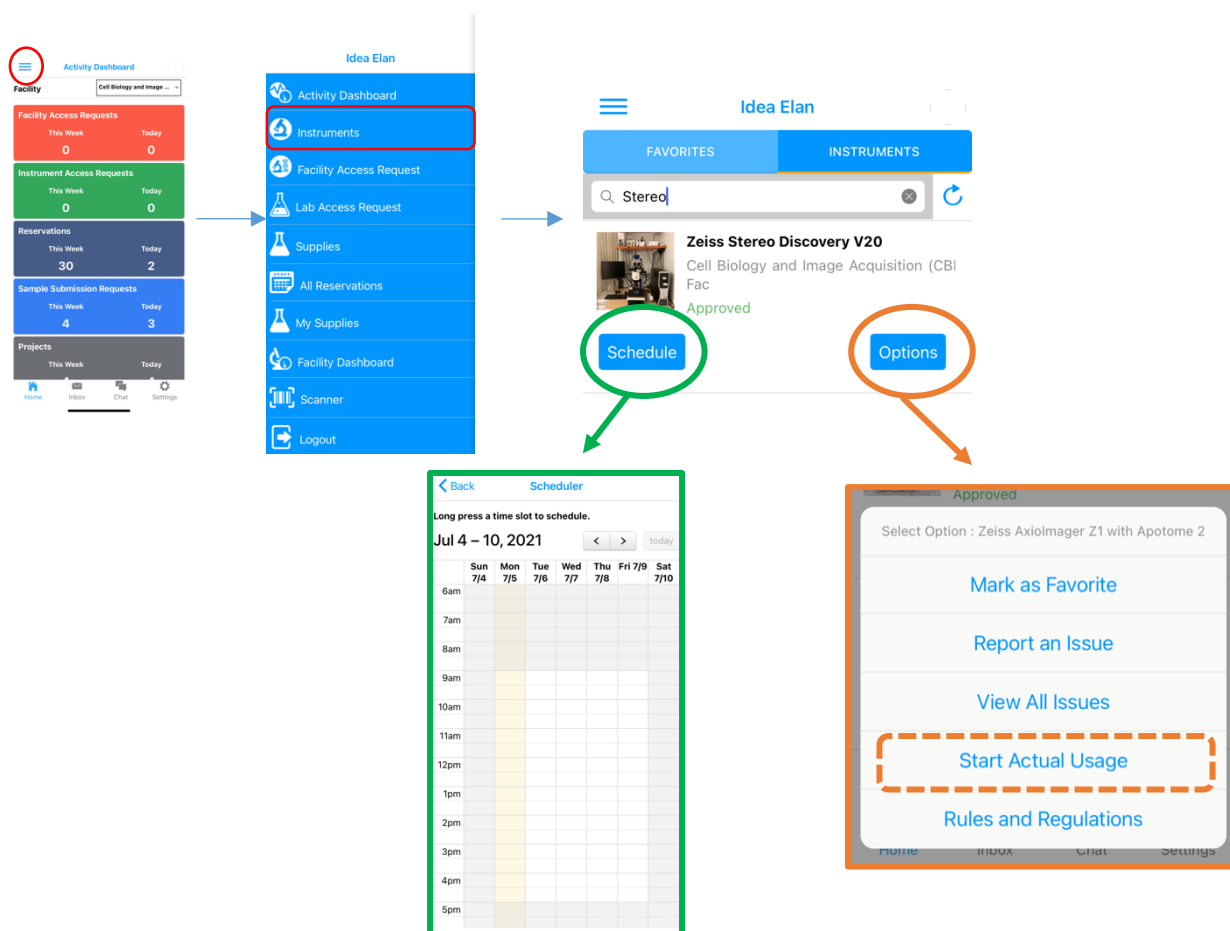 Activity Dashboard
Facility
Cell Biology and Image ...
Facility Access Requests
This Week Today
0 0
Instrument Access Requests
This Week Today
0 0
Reservations
This Week Today
30 2
Sample Submission Requests
This Week Today
4 3
Projects
This Week Today
Home Inbox Chat Settings
Idea Elan
Activity Dashboard
Instruments
Facility Access Request
Lab Access Request
Supplies
All Reservations
My Supplies
Facility Dashboard
Scanner
Logout
Idea Elan
FAVORITES INSTRUMENTS
Stereo
Zeiss Stereo Discovery V20
Cell Biology and Image Acquisition (CBI
Fac
Approved
Schedule Options
Back Scheduler
Long press a time slot to schedule.
Jul 4 – 10, 2021 < > today
Sun Mon Tue Wed Thu Fri 7/9 Sat
7/4 7/5 7/6 7/7 7/8 7/10
6am
7am
8am
9am
10am
11am
12pm
1pm
2pm
3pm
4pm
5pm
Approved
Select Option : Zeiss AxioImager Z1 with Apotome 2
Mark as Favorite
Report an Issue
View All Issues
Start Actual Usage
Rules and Regulations
Home Inbox Chat Settings